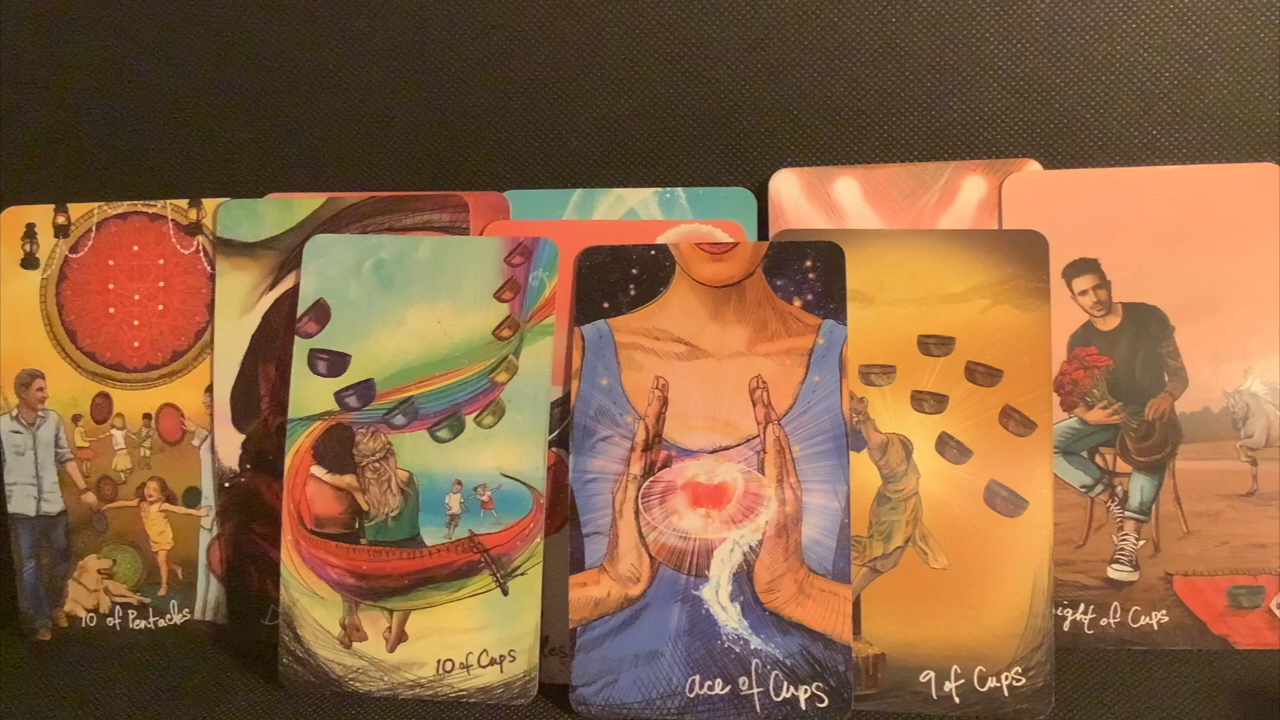 10 of Pentacles
10 of Cups
ace of Cups
9 of Cups
ight of Cups